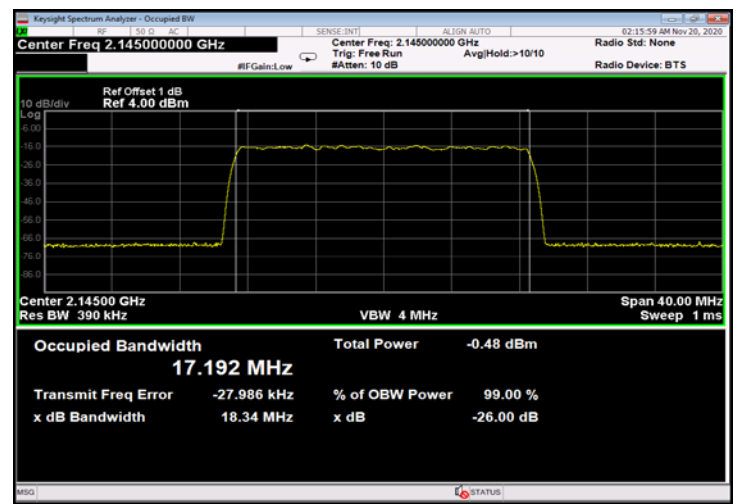 Keysight Spectrum Analyzer - Occupied BW
RF 50 Ω AC SENSE:INT ALIGN AUTO 02:15:59 AM Nov 20, 2020
Center Freq 2.145000000 GHz Center Freq: 2.145000000 GHz Radio Std: None
Trig: Free Run Avg|Hold:>10/10
#IFGain:Low #Atten: 10 dB Radio Device: BTS
Ref Offset 1 dB
10 dB/div Ref 4.00 dBm
Log
-6.00
-16.0
-26.0
-36.0
-46.0
-56.0
-66.0
-76.0
-86.0
Center 2.14500 GHz Span 40.00 MHz
Res BW 390 kHz VBW 4 MHz Sweep 1 ms
Occupied Bandwidth Total Power -0.48 dBm
17.192 MHz
Transmit Freq Error -27.986 kHz % of OBW Power 99.00 %
x dB Bandwidth 18.34 MHz x dB -26.00 dB
MSG STATUS